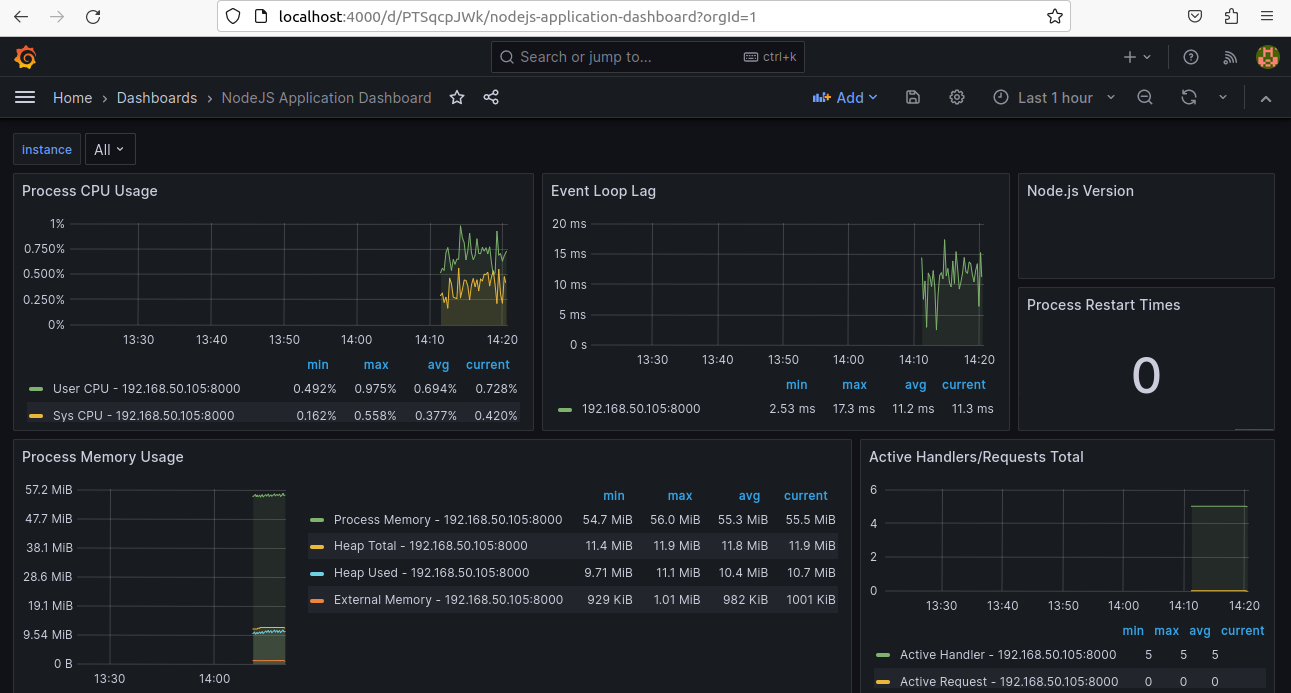 localhost:4000/d/PTSqcpJWk/nodejs-application-dashboard?orgId=1
Search or jump to... ctrl+k
Home › Dashboards › NodeJS Application Dashboard Add Last 1 hour
instance All
Process CPU Usage
1%
0.750%
0.500%
0.250%
0%
13:30 13:40 13:50 14:00 14:10 14:20
min max avg current
User CPU - 192.168.50.105:8000 0.492% 0.975% 0.694% 0.728%
Sys CPU - 192.168.50.105:8000 0.162% 0.558% 0.377% 0.420%
Event Loop Lag
20 ms
15 ms
10 ms
5 ms
0 s
13:30 13:40 13:50 14:00 14:10 14:20
min max avg current
192.168.50.105:8000 2.53 ms 17.3 ms 11.2 ms 11.3 ms
Node.js Version
Process Restart Times
0
Process Memory Usage
57.2 MiB
47.7 MiB
38.1 MiB
28.6 MiB
19.1 MiB
9.54 MiB
0 B
13:30 14:00
min max avg current
Process Memory - 192.168.50.105:8000 54.7 MiB 56.0 MiB 55.3 MiB 55.5 MiB
Heap Total - 192.168.50.105:8000 11.4 MiB 11.9 MiB 11.8 MiB 11.9 MiB
Heap Used - 192.168.50.105:8000 9.71 MiB 11.1 MiB 10.4 MiB 10.7 MiB
External Memory - 192.168.50.105:8000 929 KiB 1.01 MiB 982 KiB 1001 KiB
Active Handlers/Requests Total
6
4
2
0
13:30 13:40 13:50 14:00 14:10 14:20
min max avg current
Active Handler - 192.168.50.105:8000 5 5 5
Active Request - 192.168.50.105:8000 0 0 0